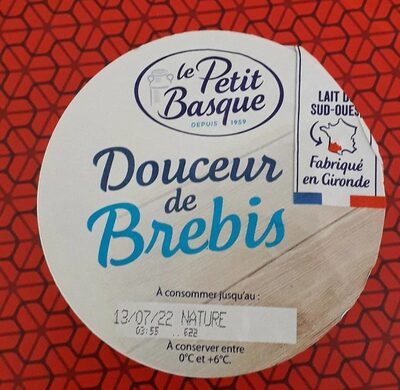 le Petit
Basque
DEPUIS 1959
LAIT DU
SUD-OUEST
Fabriqué
en Gironde
Douceur
de
Brebis
À consommer jusqu'au :
13/07/22 NATURE
03:55 .. E22
À conserver entre
0°C et +6°C.